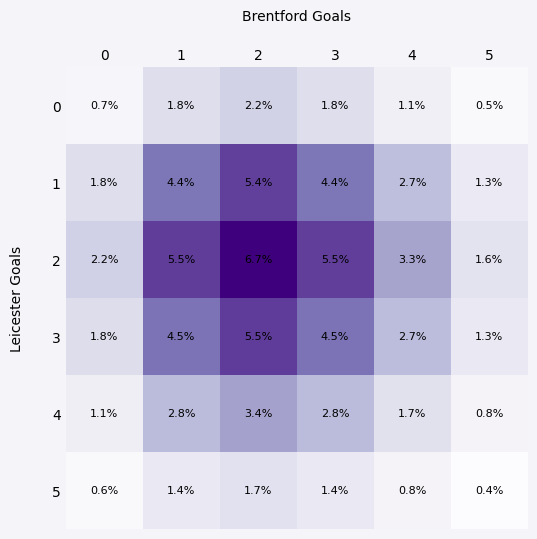 Brentford Goals
0 1 2 3 4 5
0 0.7% 1.8% 2.2% 1.8% 1.1% 0.5%
1 1.8% 4.4% 5.4% 4.4% 2.7% 1.3%
Leicester Goals
2 2.2% 5.5% 6.7% 5.5% 3.3% 1.6%
3 1.8% 4.5% 5.5% 4.5% 2.7% 1.3%
4 1.1% 2.8% 3.4% 2.8% 1.7% 0.8%
5 0.6% 1.4% 1.7% 1.4% 0.8% 0.4%